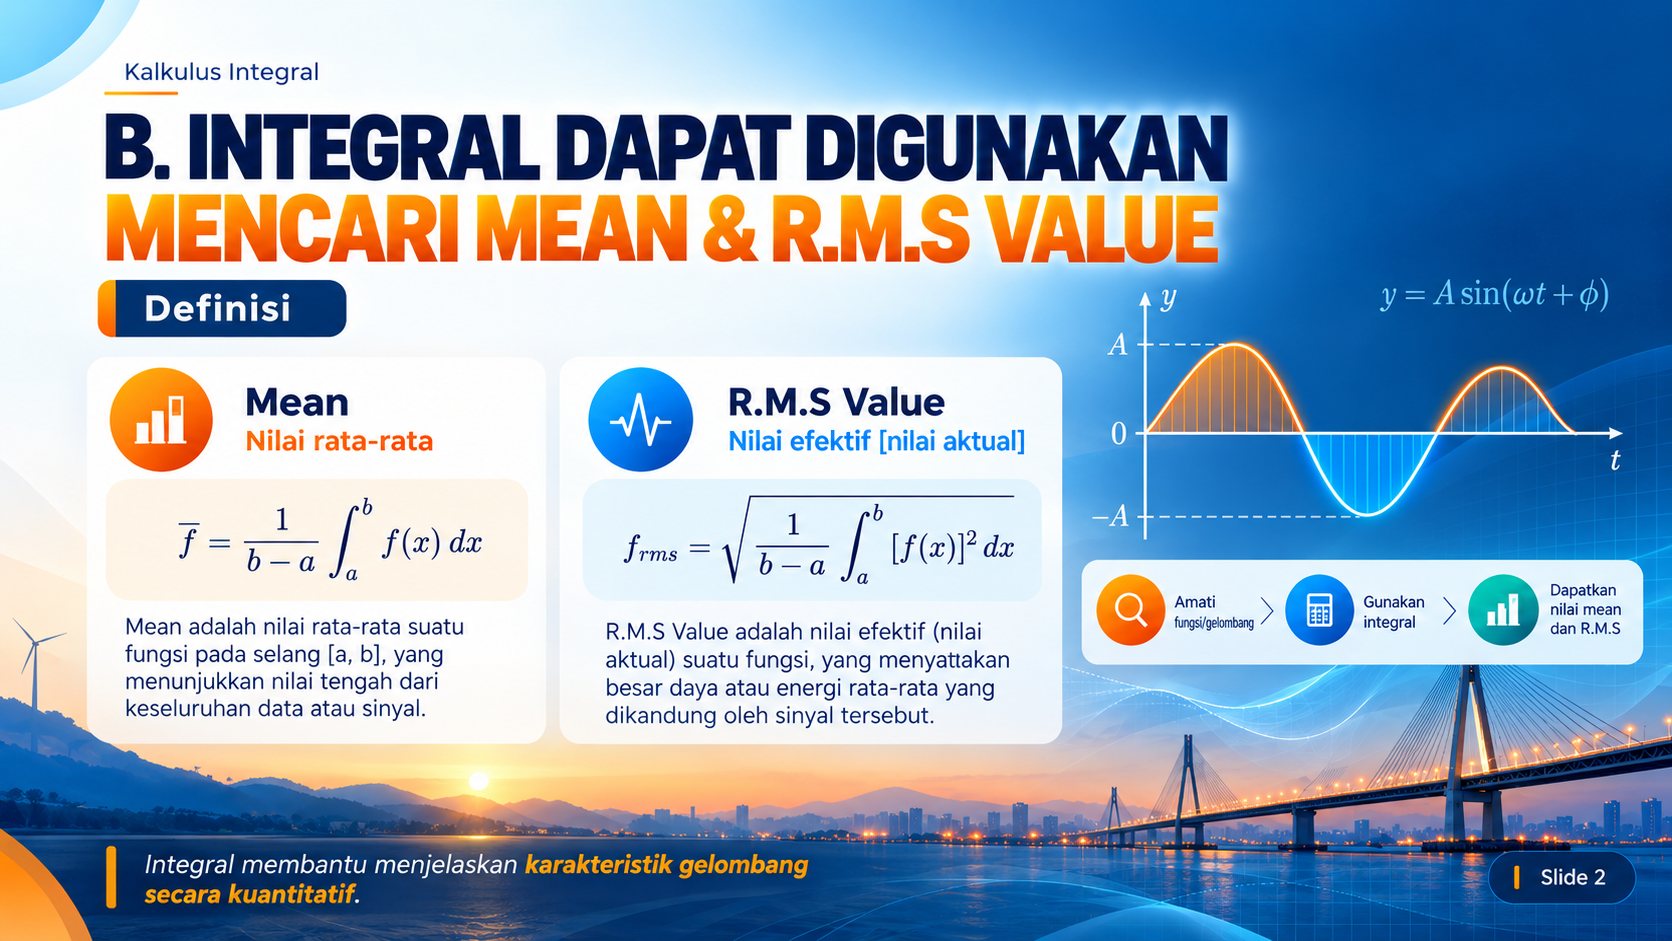 Kalkulus Integral
B. INTEGRAL DAPAT DIGUNAKAN
MENCARI MEAN & R.M.S VALUE
Definisi
Mean
Nilai rata-rata
f̅ = 1/(b − a) ∫_a^b f(x) dx
Mean adalah nilai rata-rata suatu
fungsi pada selang [a, b], yang
menunjukkan nilai tengah dari
keseluruhan data atau sinyal.
R.M.S Value
Nilai efektif [nilai aktual]
f_rms = √(1/(b − a) ∫_a^b [f(x)]² dx)
R.M.S Value adalah nilai efektif (nilai
aktual) suatu fungsi, yang menyattakan
besar daya atau energi rata-rata yang
dikandung oleh sinyal tersebut.
y = A sin(ωt + ϕ)
y
A
0
−A
t
Amati
fungsi/gelombang
Gunakan
integral
Dapatkan
nilai mean
dan R.M.S
Integral membantu menjelaskan karakteristik gelombang
secara kuantitatif.
Slide 2